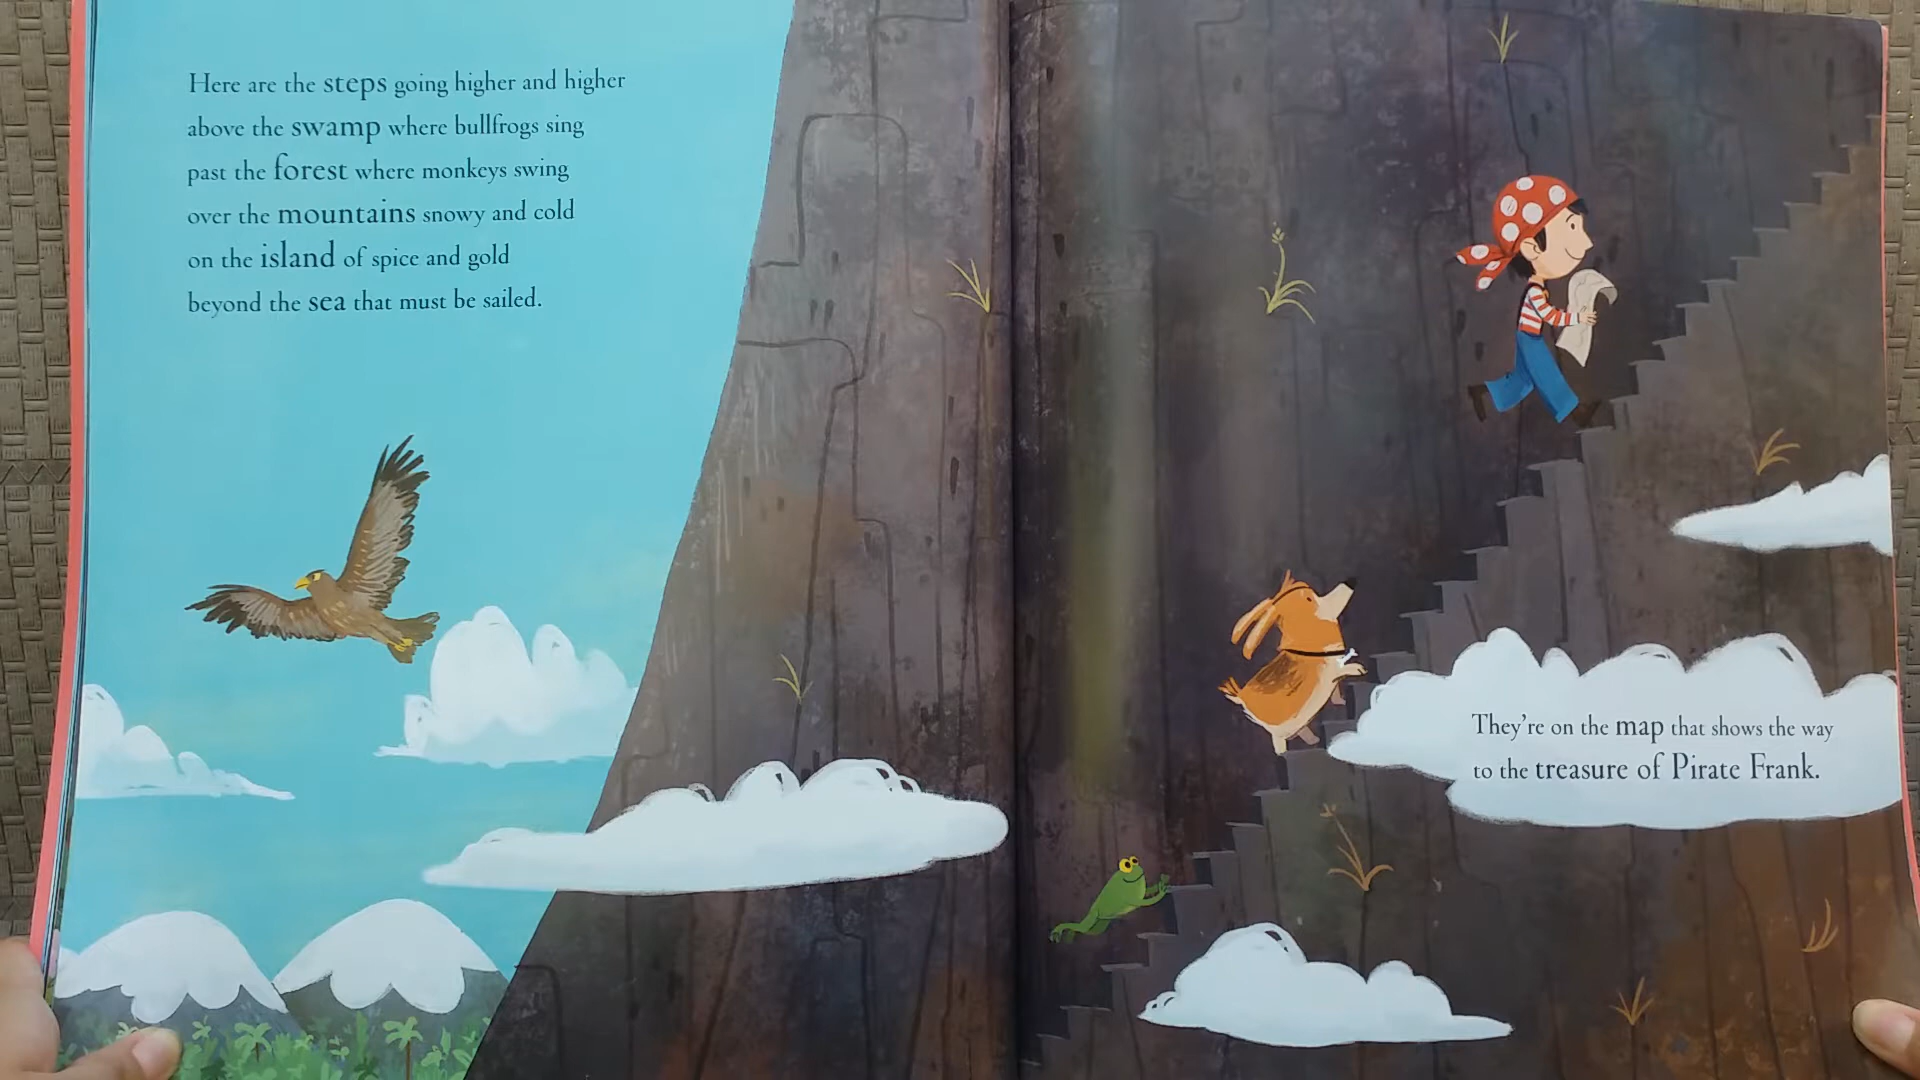 Here are the steps going higher and higher
above the swamp where bullfrogs sing
past the forest where monkeys swing
over the mountains snowy and cold
on the island of spice and gold
beyond the sea that must be sailed.
They're on the map that shows the way
to the treasure of Pirate Frank.